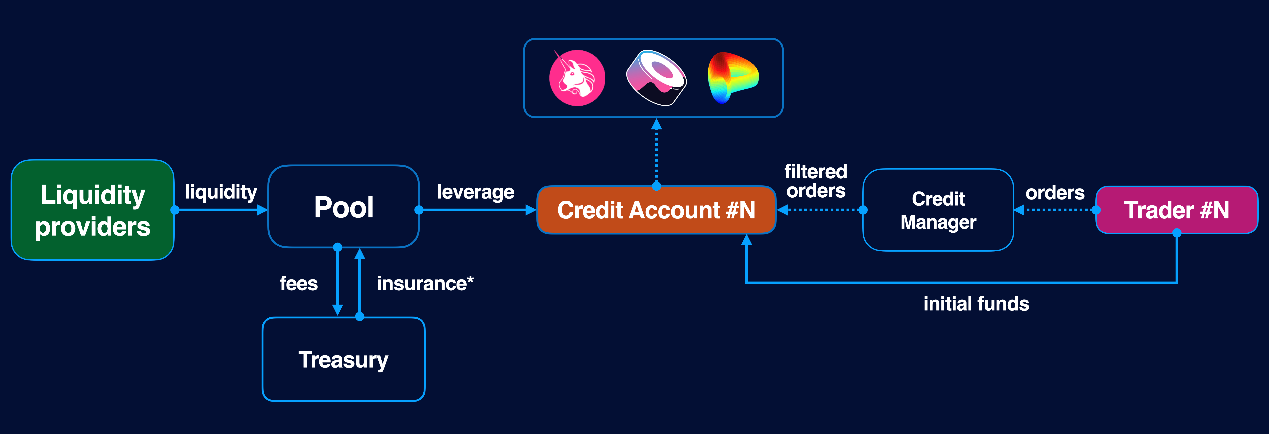 Liquidity
providers
liquidity
Pool
leverage
Credit Account #N
filtered
orders
Credit
Manager
orders
Trader #N
fees
insurance*
initial funds
Treasury